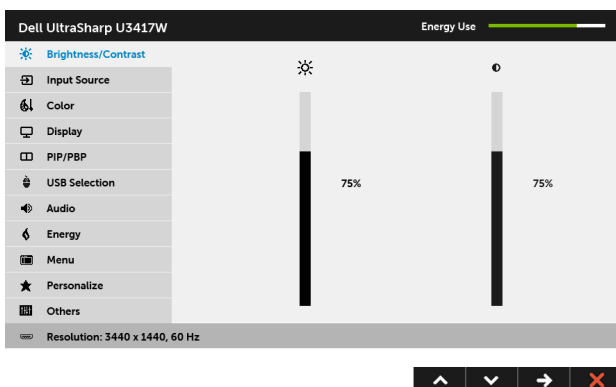 Dell UltraSharp U3417W
Energy Use
Brightness/Contrast
Input Source
Color
Display
PIP/PBP
USB Selection
Audio
Energy
Menu
Personalize
Others
75%
75%
Resolution: 3440 x 1440, 60 Hz